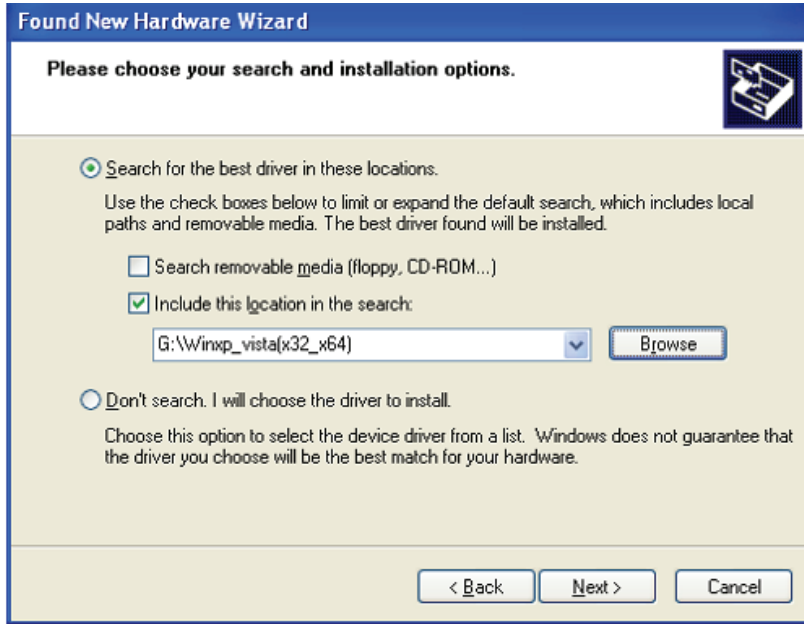 Found New Hardware Wizard
Please choose your search and installation options.
Search for the best driver in these locations.
Use the check boxes below to limit or expand the default search, which includes local
paths and removable media. The best driver found will be installed.
Search removable media (floppy, CD-ROM...)
Include this location in the search:
G:\Winxp_vista(x32_x64)
Browse
Don't search. I will choose the driver to install.
Choose this option to select the device driver from a list. Windows does not guarantee that
the driver you choose will be the best match for your hardware.
< Back
Next >
Cancel